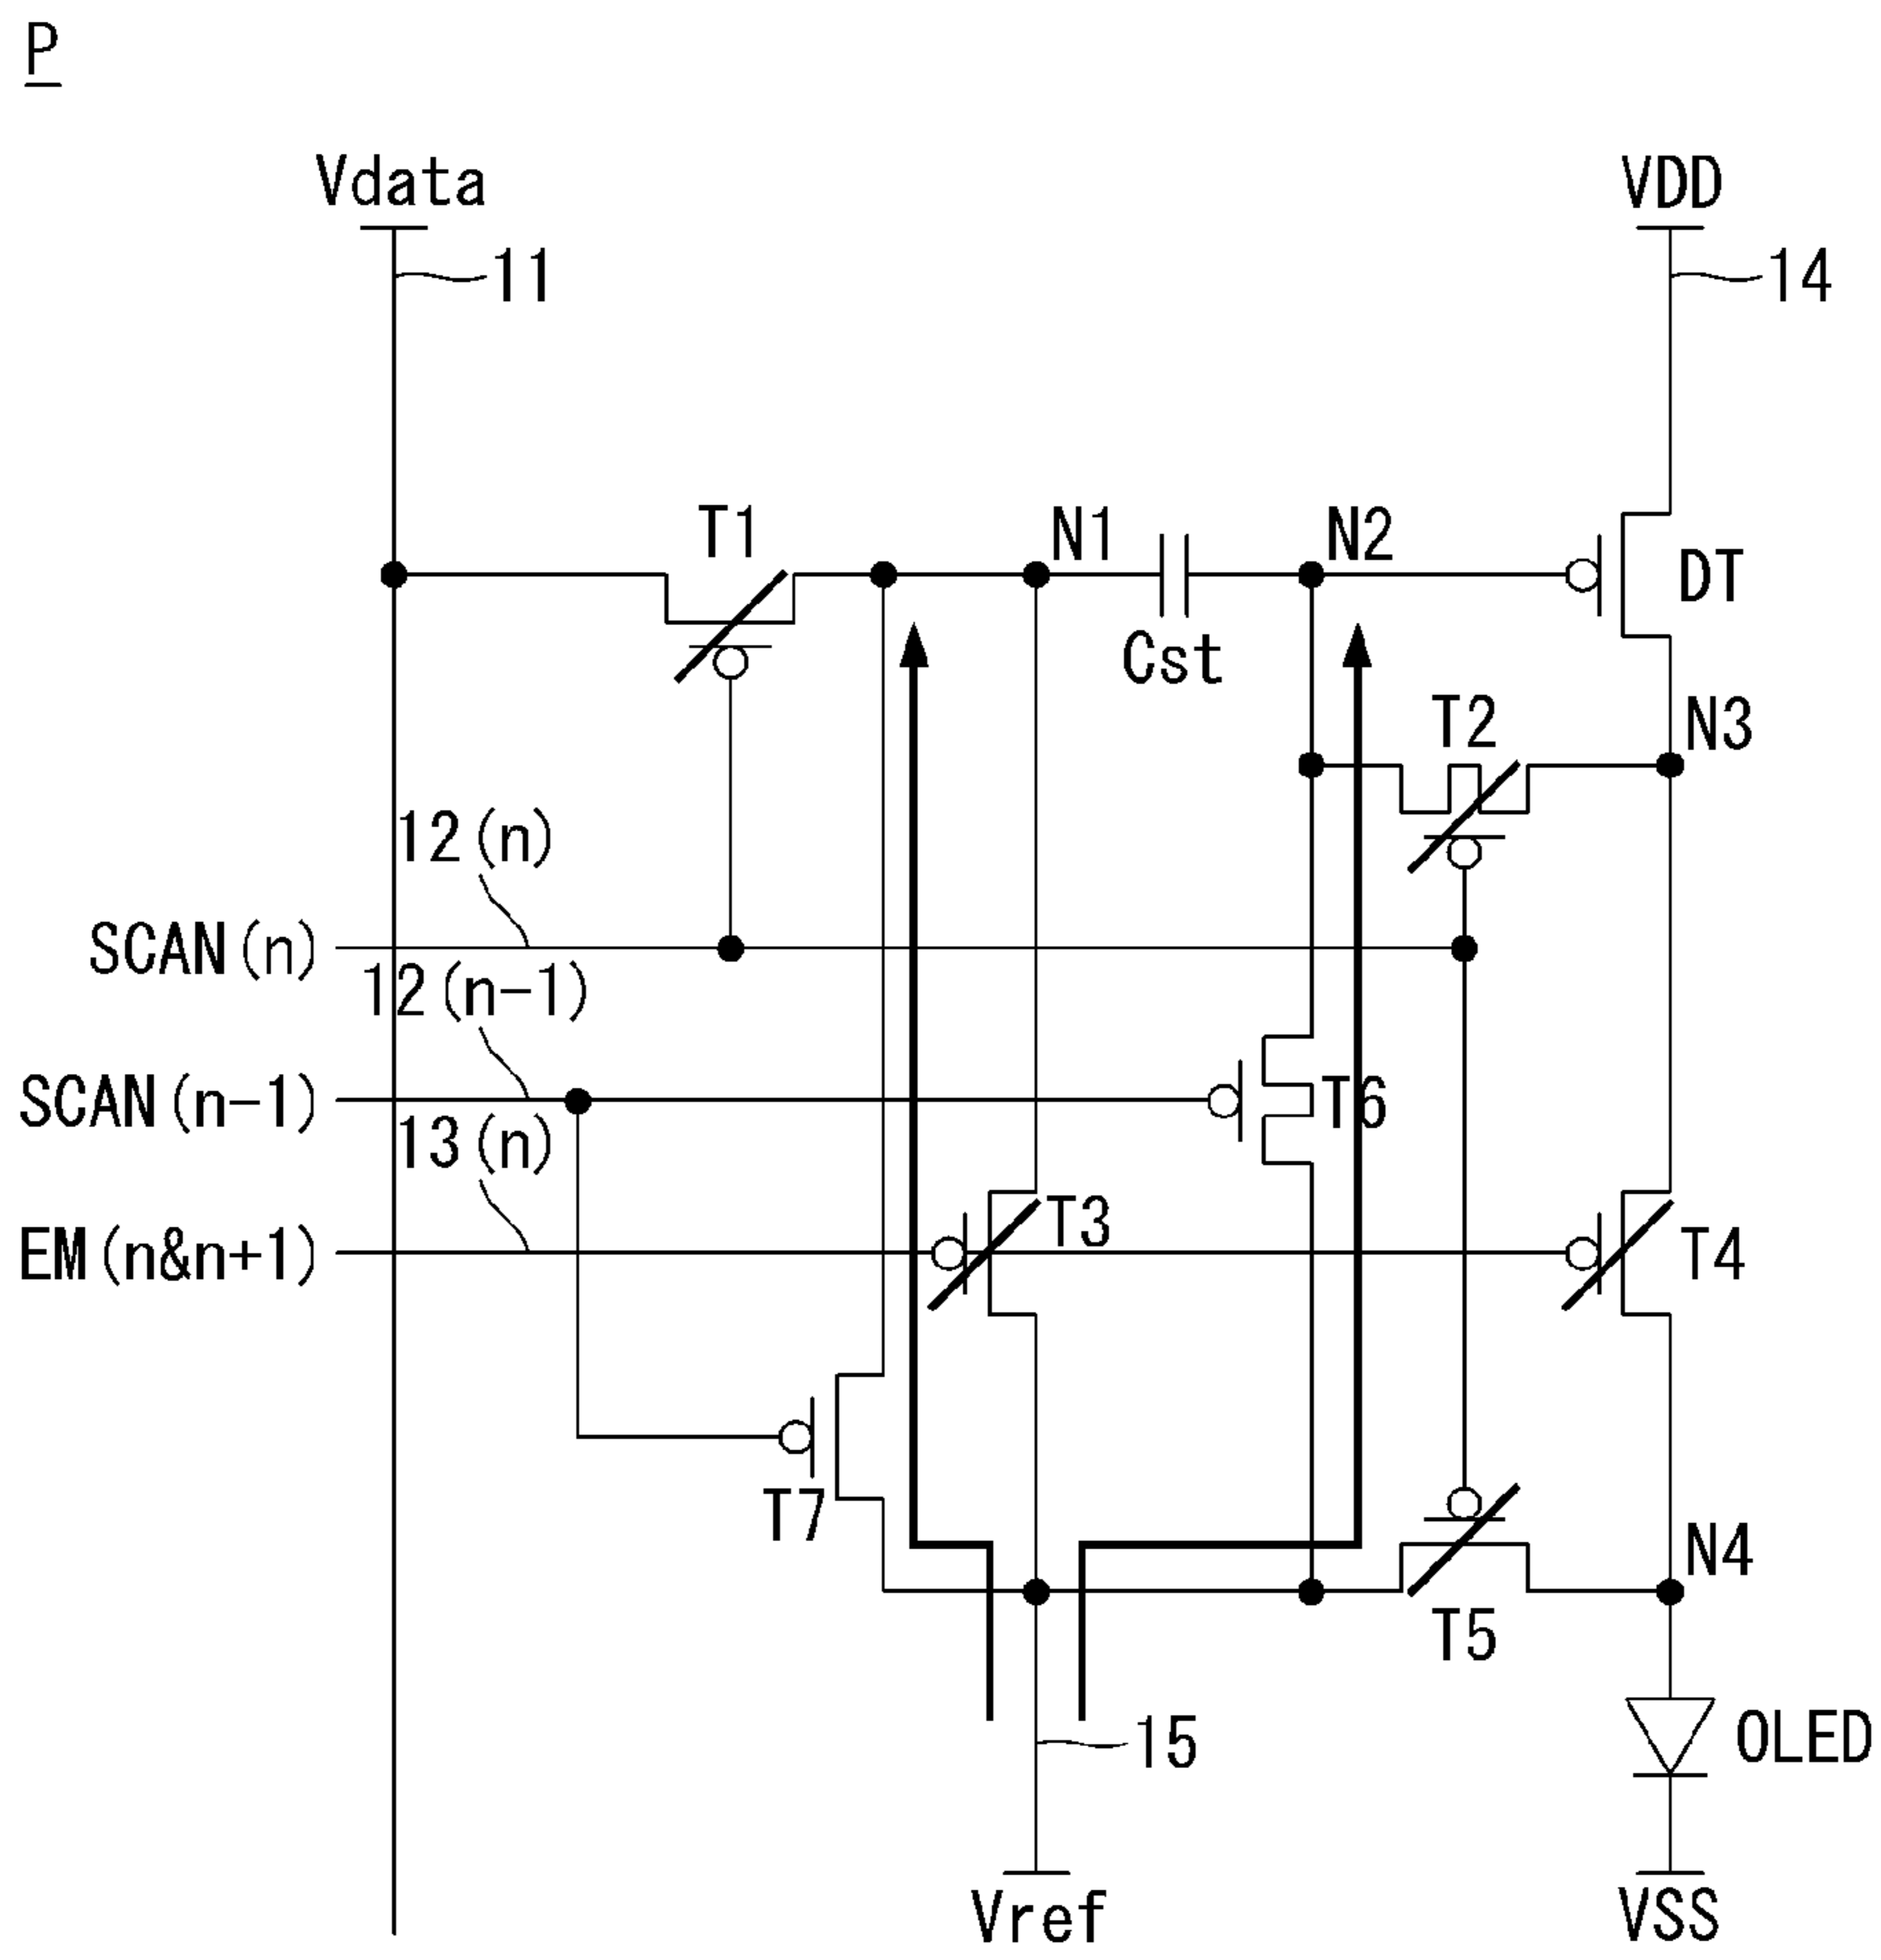 P
Vdata
VDD
11
14
T1
N1
N2
DT
Cst
T2
N3
12(n)
SCAN(n)
12(n-1)
SCAN(n-1)
T6
13(n)
EM(n&n+1)
T3
T4
T7
N4
T5
15
OLED
Vref
VSS